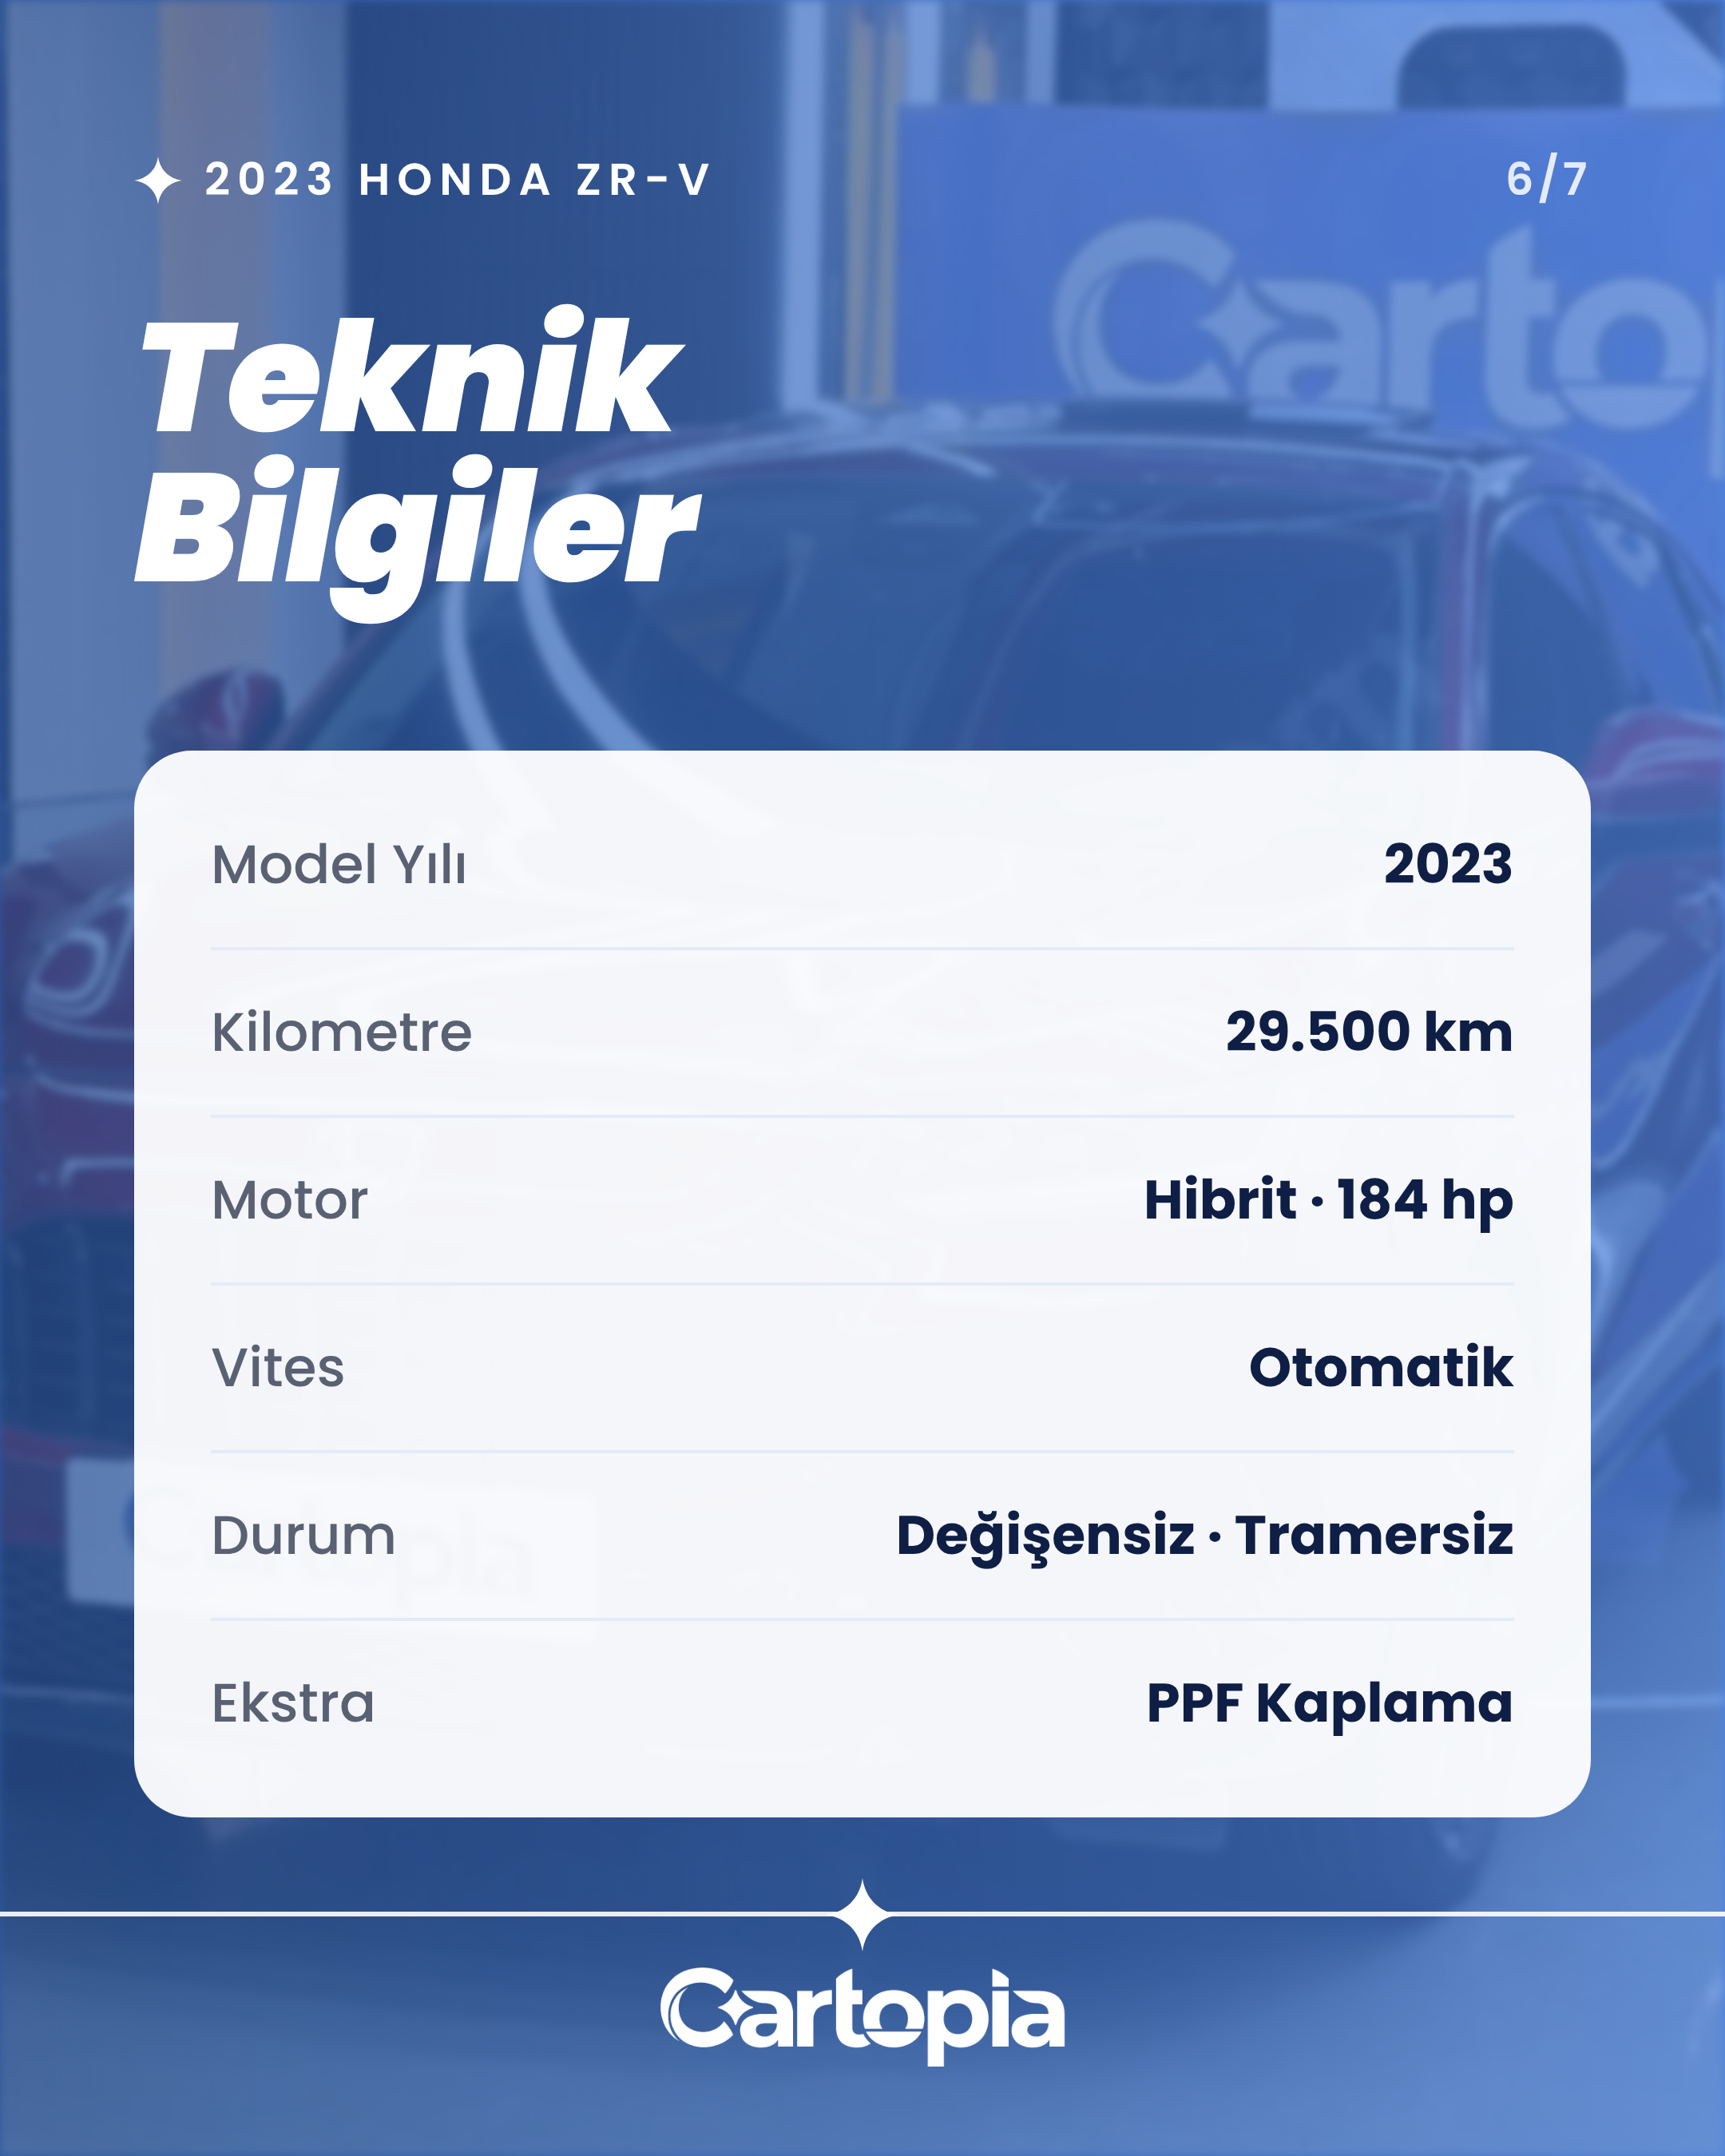 2023 HONDA ZR-V
6/7
Carto
Teknik
Bilgiler
Model Yılı 2023
Kilometre 29.500 km
Motor Hibrit · 184 hp
Vites Otomatik
Durum Değişensiz · Tramersiz
Ekstra PPF Kaplama
Cartopia